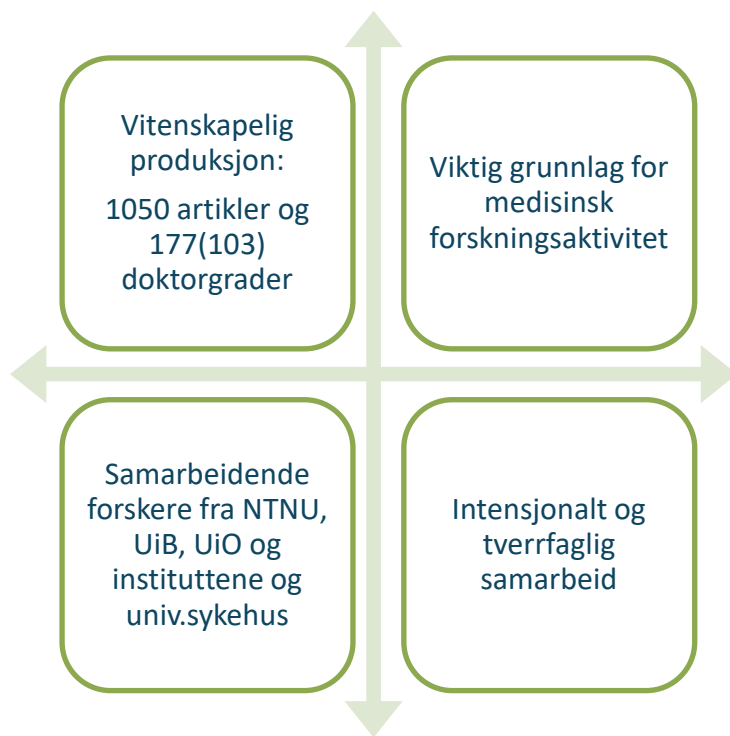 Vitenskapelig
produksjon:
1050 artikler og
177(103)
doktorgrader
Viktig grunnlag for
medisinsk
forskningsaktivitet
Samarbeidende
forskere fra NTNU,
UiB, UiO og
instituttene og
univ.sykehus
Intensjonalt og
tverrfaglig
samarbeid